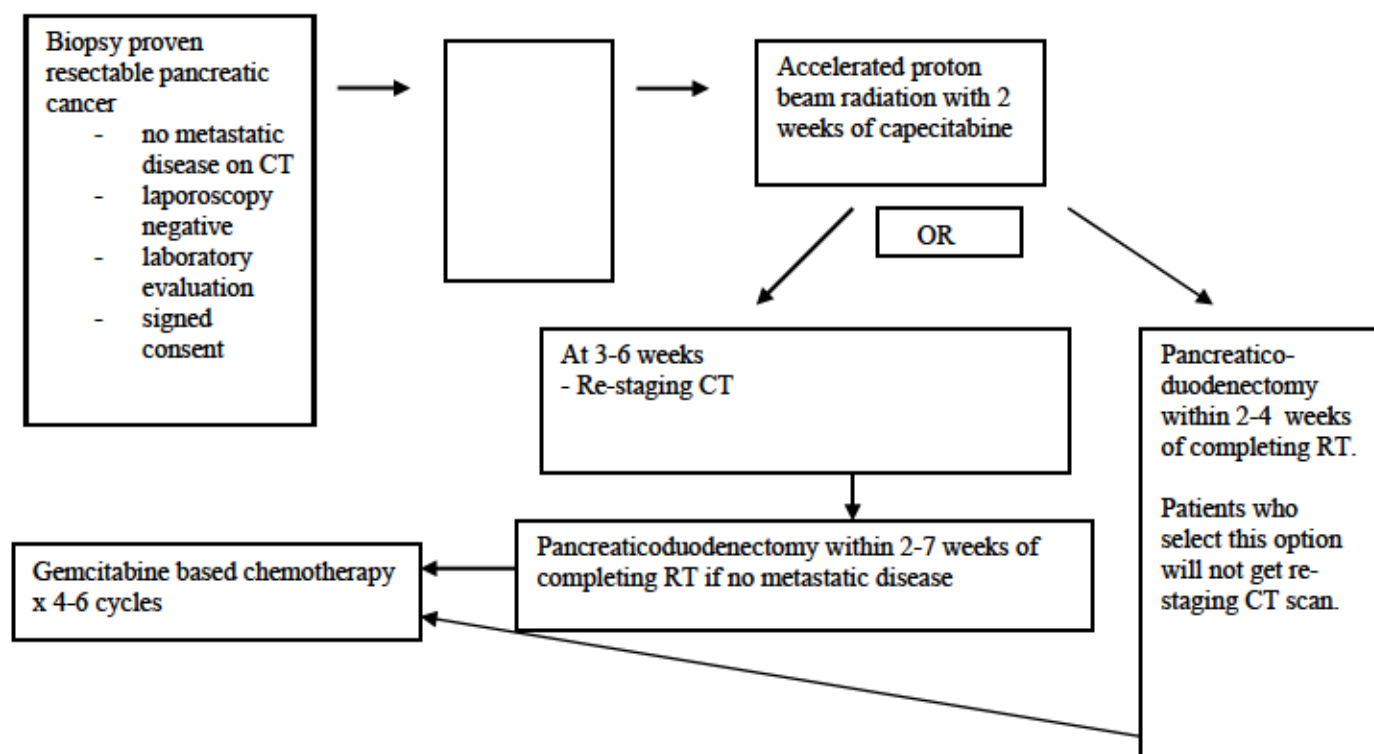 Biopsy proven
resectable pancreatic
cancer
- no metastatic
disease on CT
- laporoscopy
negative
- laboratory
evaluation
- signed
consent
Accelerated proton
beam radiation with 2
weeks of capecitabine
OR
At 3-6 weeks
- Re-staging CT
Pancreatico-
duodenectomy
within 2-4 weeks
of completing RT.
Patients who
select this option
will not get re-
staging CT scan.
Pancreaticoduodenectomy within 2-7 weeks of
completing RT if no metastatic disease
Gemcitabine based chemotherapy
x 4-6 cycles